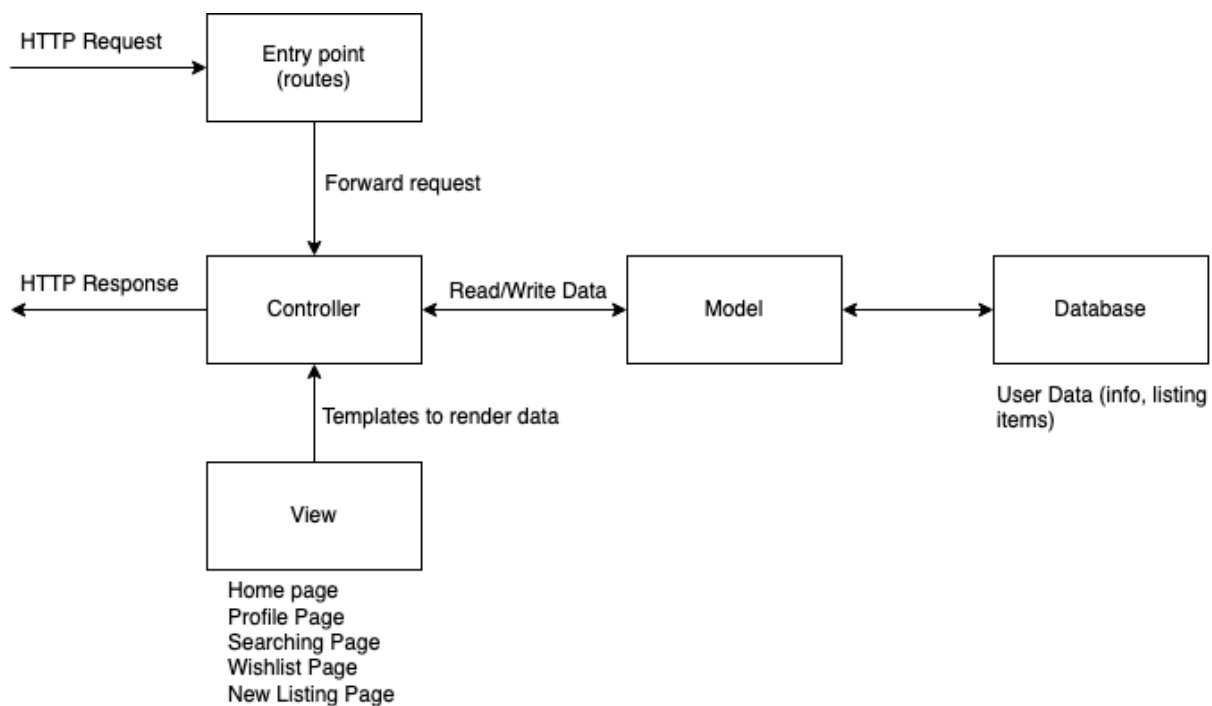 HTTP Request
Entry point
(routes)
Forward request
HTTP Response
Controller
Read/Write Data
Model
Database
User Data (info, listing
items)
Templates to render data
View
Home page
Profile Page
Searching Page
Wishlist Page
New Listing Page